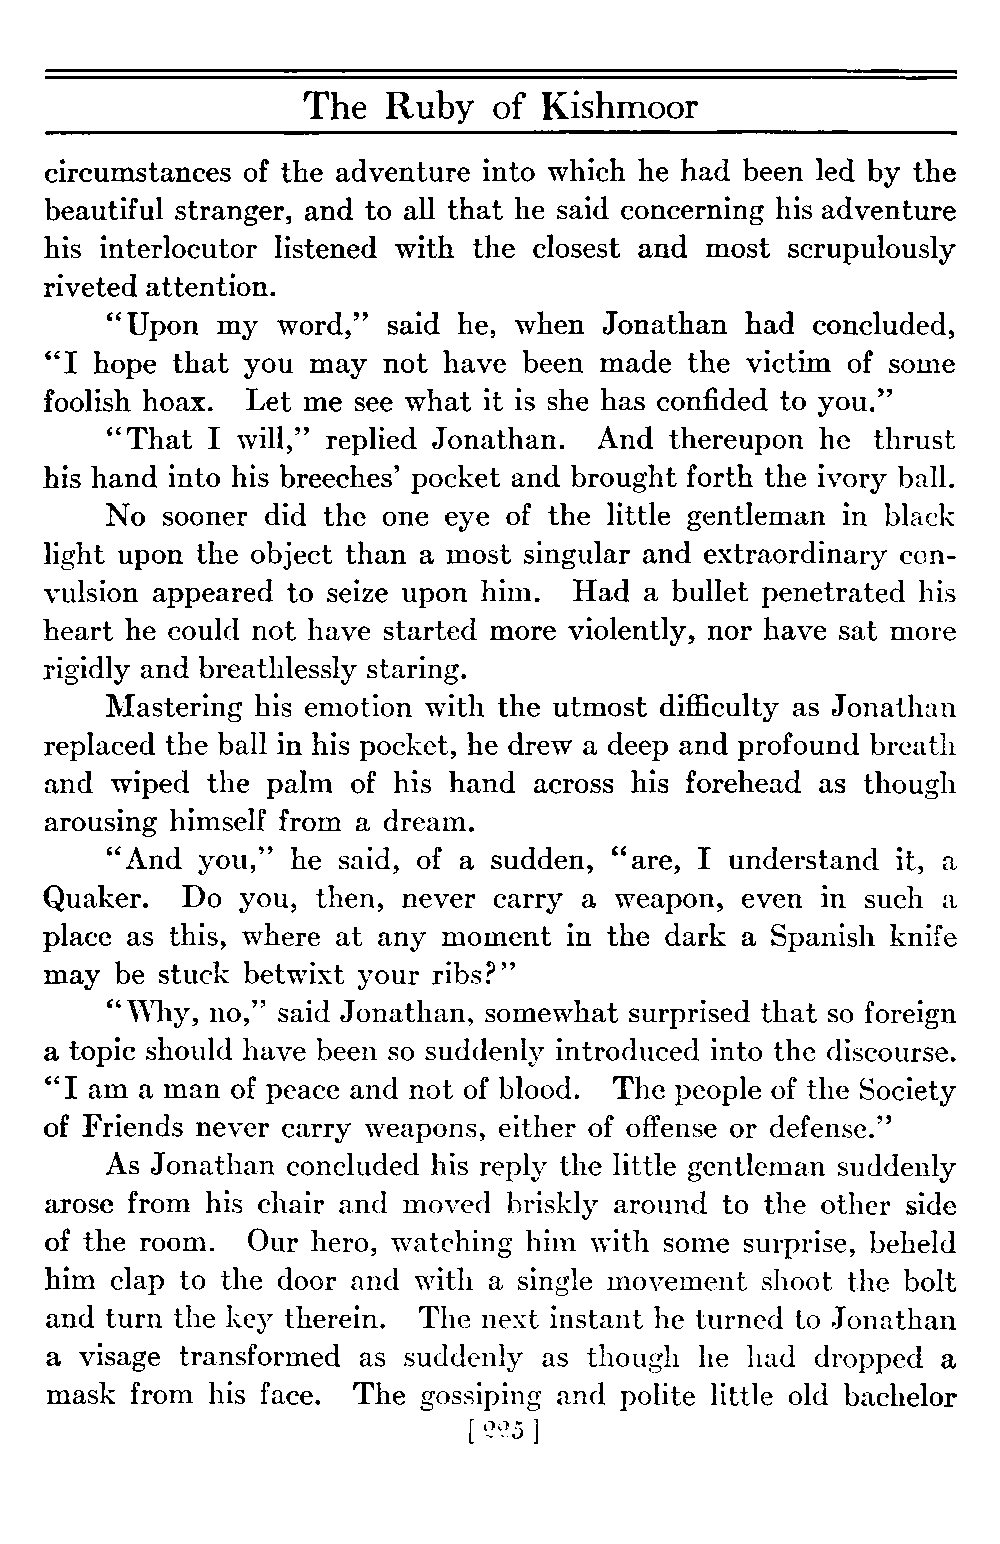 The Ruby of Kishmoor
circumstances of the adventure into which he had been led by the
beautiful stranger, and to all that he said concerning his adventure
his interlocutor listened with the closest and most scrupulously
riveted attention.
“Upon my word,” said he, when Jonathan had concluded,
“I hope that you may not have been made the victim of some
foolish hoax. Let me see what it is she has confided to you.”
“That I will,” replied Jonathan. And thereupon he thrust
his hand into his breeches’ pocket and brought forth the ivory ball.
No sooner did the one eye of the little gentleman in black
light upon the object than a most singular and extraordinary con-
vulsion appeared to seize upon him. Had a bullet penetrated his
heart he could not have started more violently, nor have sat more
rigidly and breathlessly staring.
Mastering his emotion with the utmost difficulty as Jonathan
replaced the ball in his pocket, he drew a deep and profound breath
and wiped the palm of his hand across his forehead as though
arousing himself from a dream.
“And you,” he said, of a sudden, “are, I understand it, a
Quaker. Do you, then, never carry a weapon, even in such a
place as this, where at any moment in the dark a Spanish knife
may be stuck betwixt your ribs?”
“Why, no,” said Jonathan, somewhat surprised that so foreign
a topic should have been so suddenly introduced into the discourse.
“I am a man of peace and not of blood. The people of the Society
of Friends never carry weapons, either of offense or defense.”
As Jonathan concluded his reply the little gentleman suddenly
arose from his chair and moved briskly around to the other side
of the room. Our hero, watching him with some surprise, beheld
him clap to the door and with a single movement shoot the bolt
and turn the key therein. The next instant he turned to Jonathan
a visage transformed as suddenly as though he had dropped a
mask from his face. The gossiping and polite little old bachelor
[ 225 ]